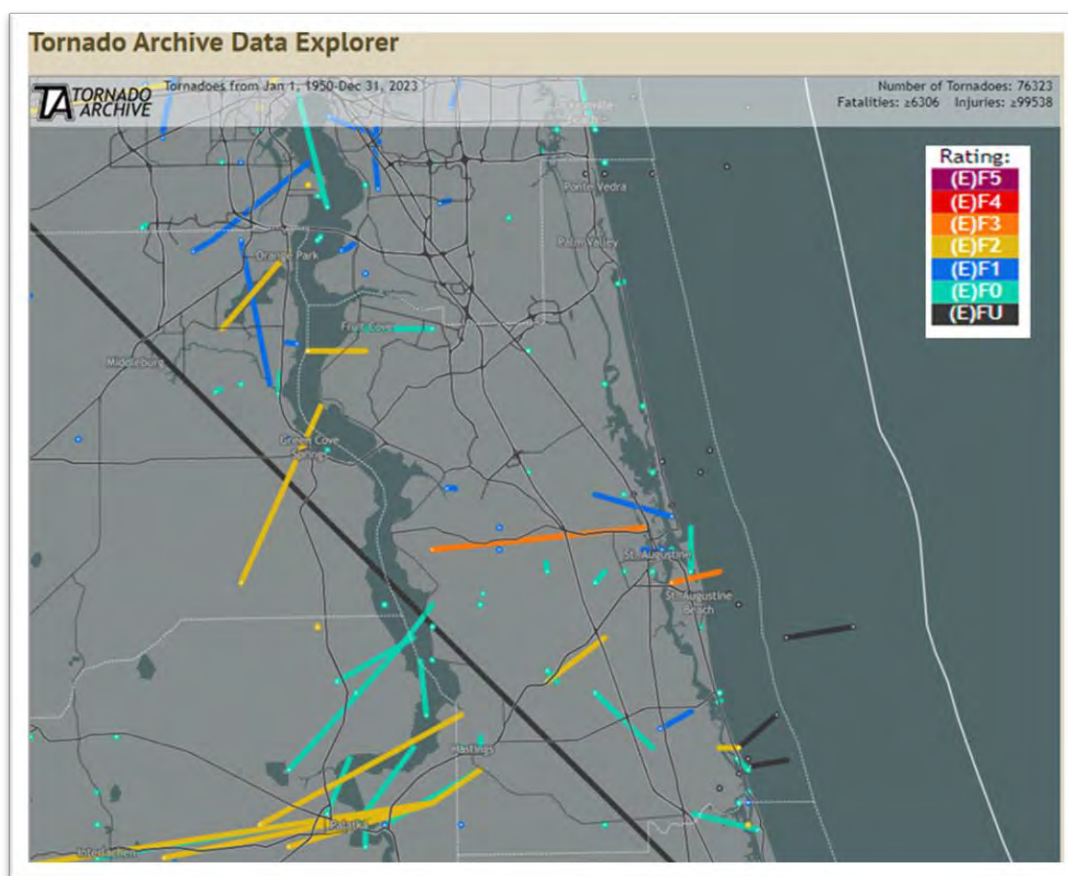 Tornado Archive Data Explorer
TA TORNADO
ARCHIVE
Tornadoes from Jan 1, 1950-Dec 31, 2023
Number of Tornadoes: 76323
Fatalities: ≥6306 Injuries: ≥99538
Rating:
(E)F5
(E)F4
(E)F3
(E)F2
(E)F1
(E)F0
(E)FU
Ponte Vedra
Palm Valley
Orange Park
Fruit Cove
Middleburg
Green Cove
Springs
St. Augustine
St. Augustine
Beach
Hastings
Palatka
Interlachen